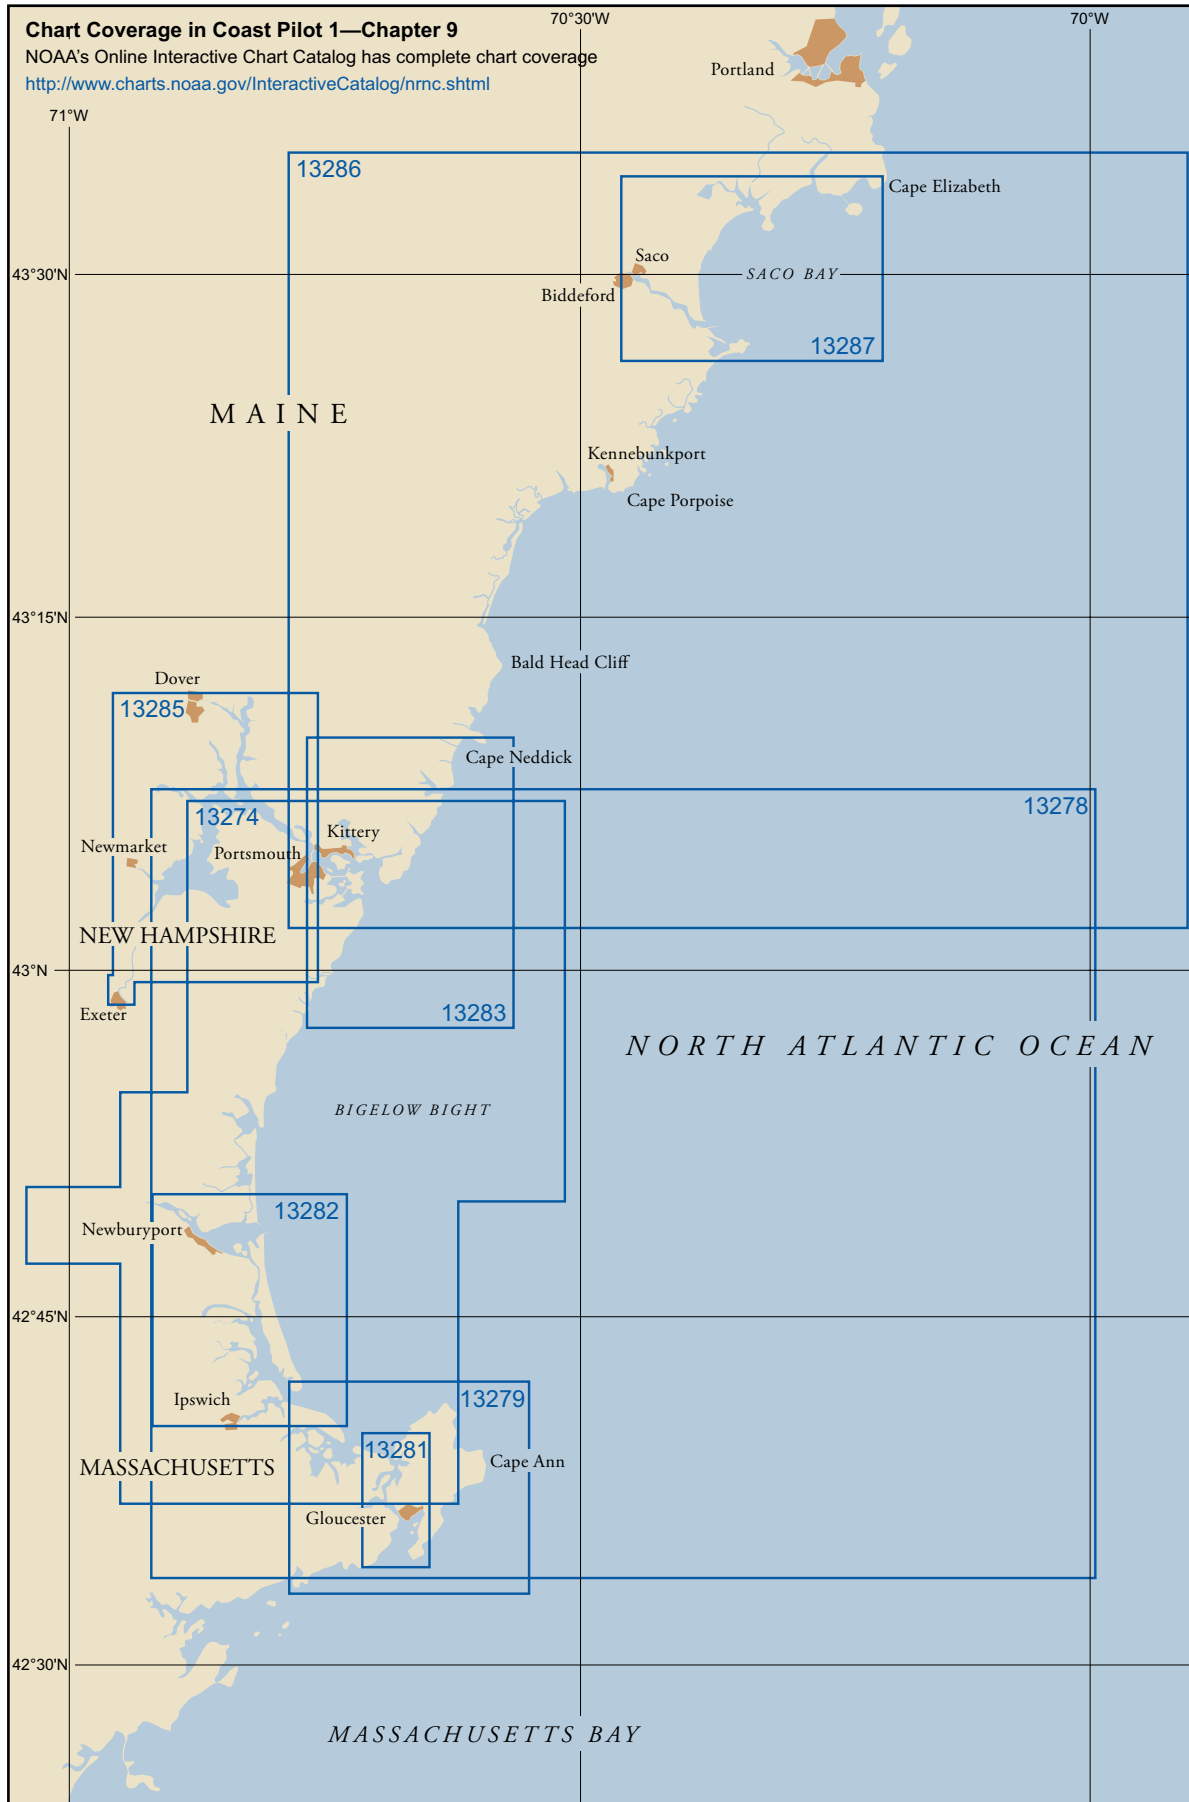 Chart Coverage in Coast Pilot 1—Chapter 9
NOAA's Online Interactive Chart Catalog has complete chart coverage
http://www.charts.noaa.gov/InteractiveCatalog/nrnc.shtml
70°30'W
70°W
71°W
Portland
13286
Cape Elizabeth
Saco
43°30'N
SACO BAY
Biddeford
13287
MAINE
Kennebunkport
Cape Porpoise
43°15'N
Bald Head Cliff
Dover
13285
Cape Neddick
13278
13274
Kittery
Newmarket
Portsmouth
NEW HAMPSHIRE
43°N
Exeter
13283
NORTH ATLANTIC OCEAN
BIGELOW BIGHT
13282
Newburyport
42°45'N
Ipswich
13279
13281
Cape Ann
MASSACHUSETTS
Gloucester
42°30'N
MASSACHUSETTS BAY